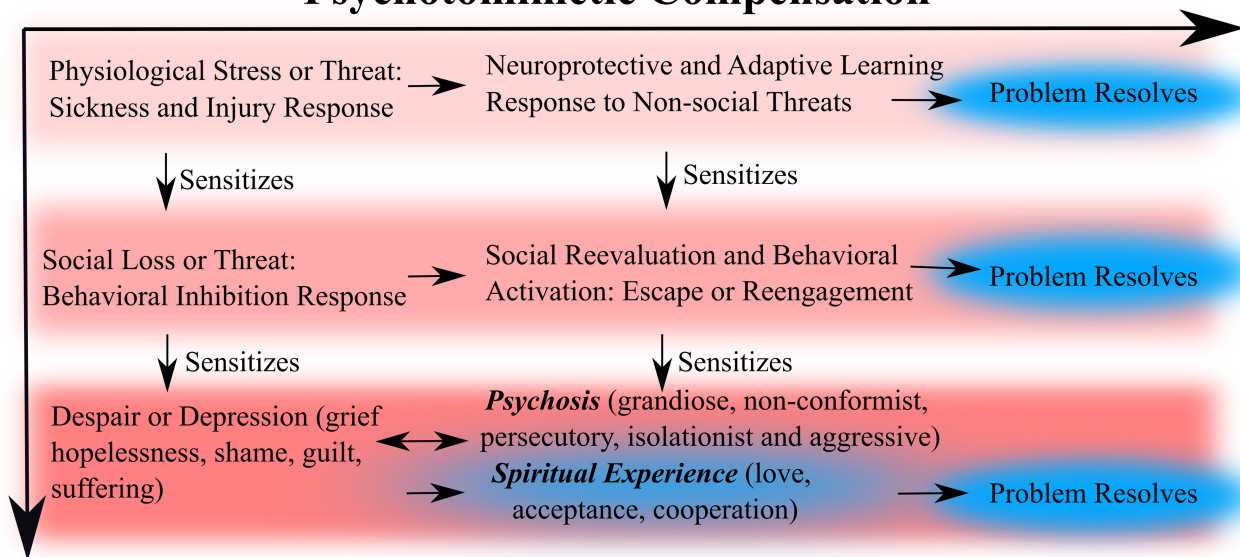 Psychotomimetic Compensation
Physiological Stress or Threat:
Sickness and Injury Response
Neuroprotective and Adaptive Learning
Response to Non-social Threats
Problem Resolves
Sensitizes
Sensitizes
Social Loss or Threat:
Behavioral Inhibition Response
Social Reevaluation and Behavioral
Activation: Escape or Reengagement
Problem Resolves
Sensitizes
Sensitizes
Despair or Depression (grief
hopelessness, shame, guilt,
suffering)
Psychosis (grandiose, non-conformist,
persecutory, isolationist and aggressive)
Spiritual Experience (love,
acceptance, cooperation)
Problem Resolves